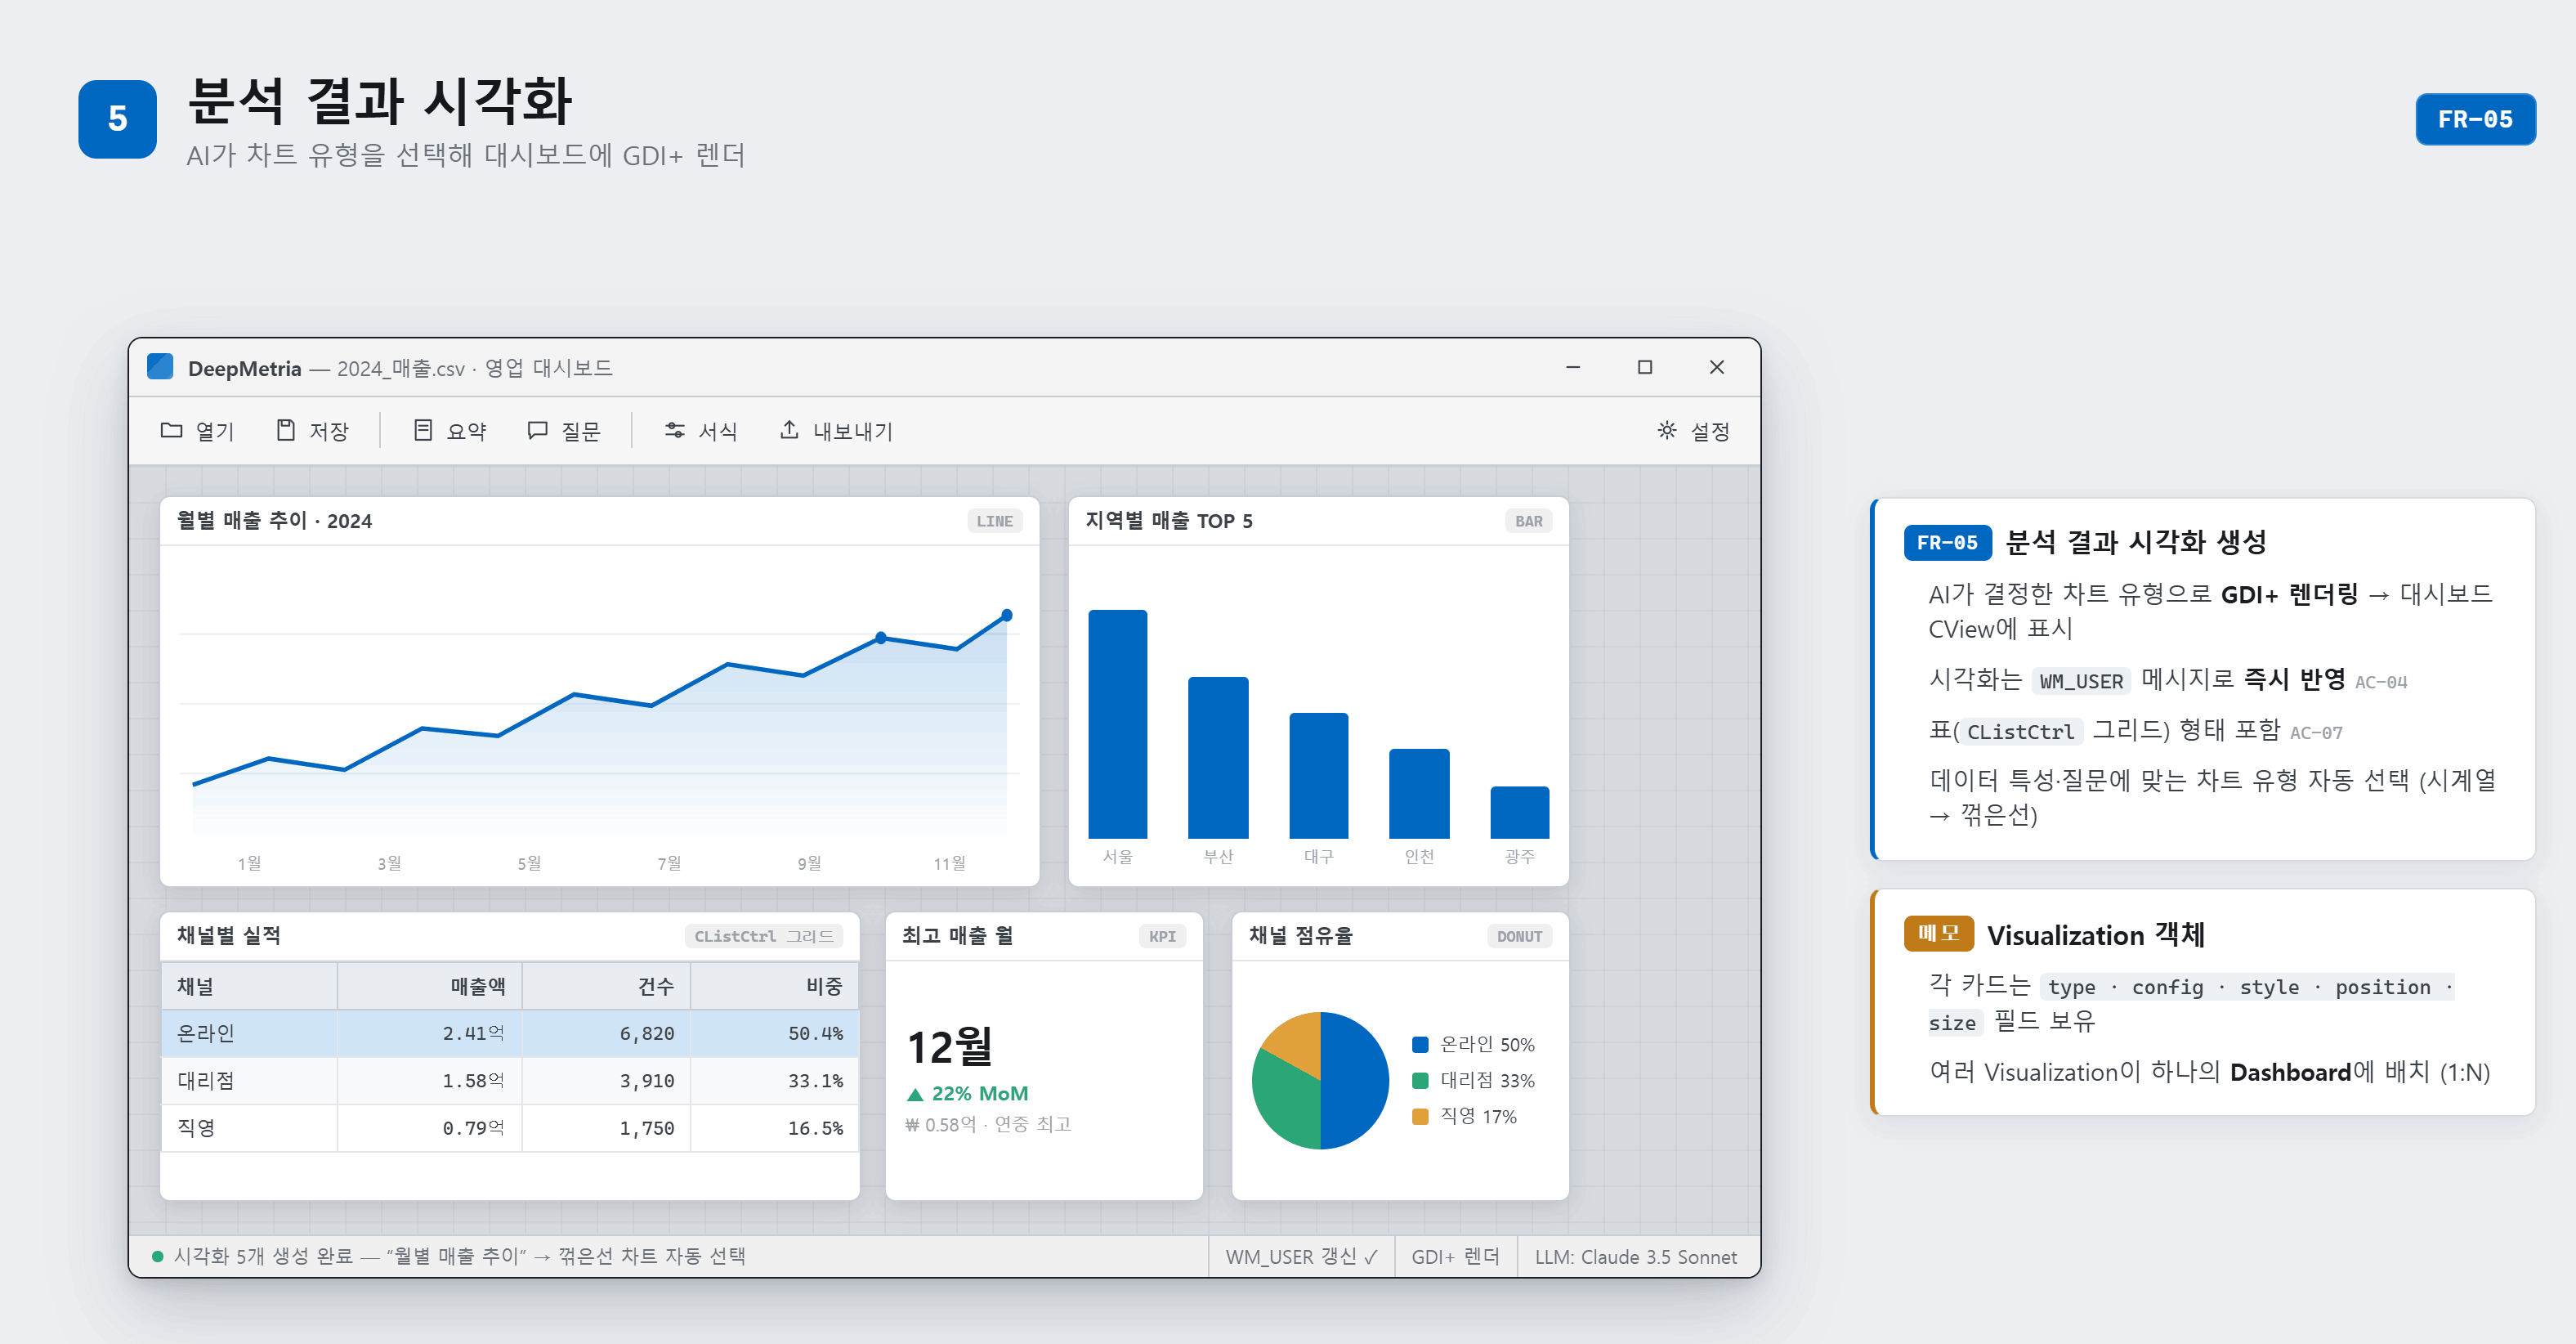 5
분석 결과 시각화
AI가 차트 유형을 선택해 대시보드에 GDI+ 렌더
FR-05
DeepMetria — 2024_매출.csv · 영업 대시보드
열기 저장 요약 질문 서식 내보내기 설정
월별 매출 추이 · 2024 LINE
1월 3월 5월 7월 9월 11월
지역별 매출 TOP 5 BAR
서울 부산 대구 인천 광주
채널별 실적 CListCtrl 그리드
채널 매출액 건수 비중
온라인 2.41억 6,820 50.4%
대리점 1.58억 3,910 33.1%
직영 0.79억 1,750 16.5%
최고 매출 월 KPI
12월
▲ 22% MoM
₩ 0.58억 · 연중 최고
채널 점유율 DONUT
온라인 50%
대리점 33%
직영 17%
시각화 5개 생성 완료 — “월별 매출 추이” → 꺾은선 차트 자동 선택
WM_USER 갱신 ✓ GDI+ 렌더 LLM: Claude 3.5 Sonnet
FR-05 분석 결과 시각화 생성
AI가 결정한 차트 유형으로 GDI+ 렌더링 → 대시보드
CView에 표시
시각화는 WM_USER 메시지로 즉시 반영 AC-04
표(CListCtrl 그리드) 형태 포함 AC-07
데이터 특성·질문에 맞는 차트 유형 자동 선택 (시계열
→ 꺾은선)
메모 Visualization 객체
각 카드는 type · config · style · position ·
size 필드 보유
여러 Visualization이 하나의 Dashboard에 배치 (1:N)